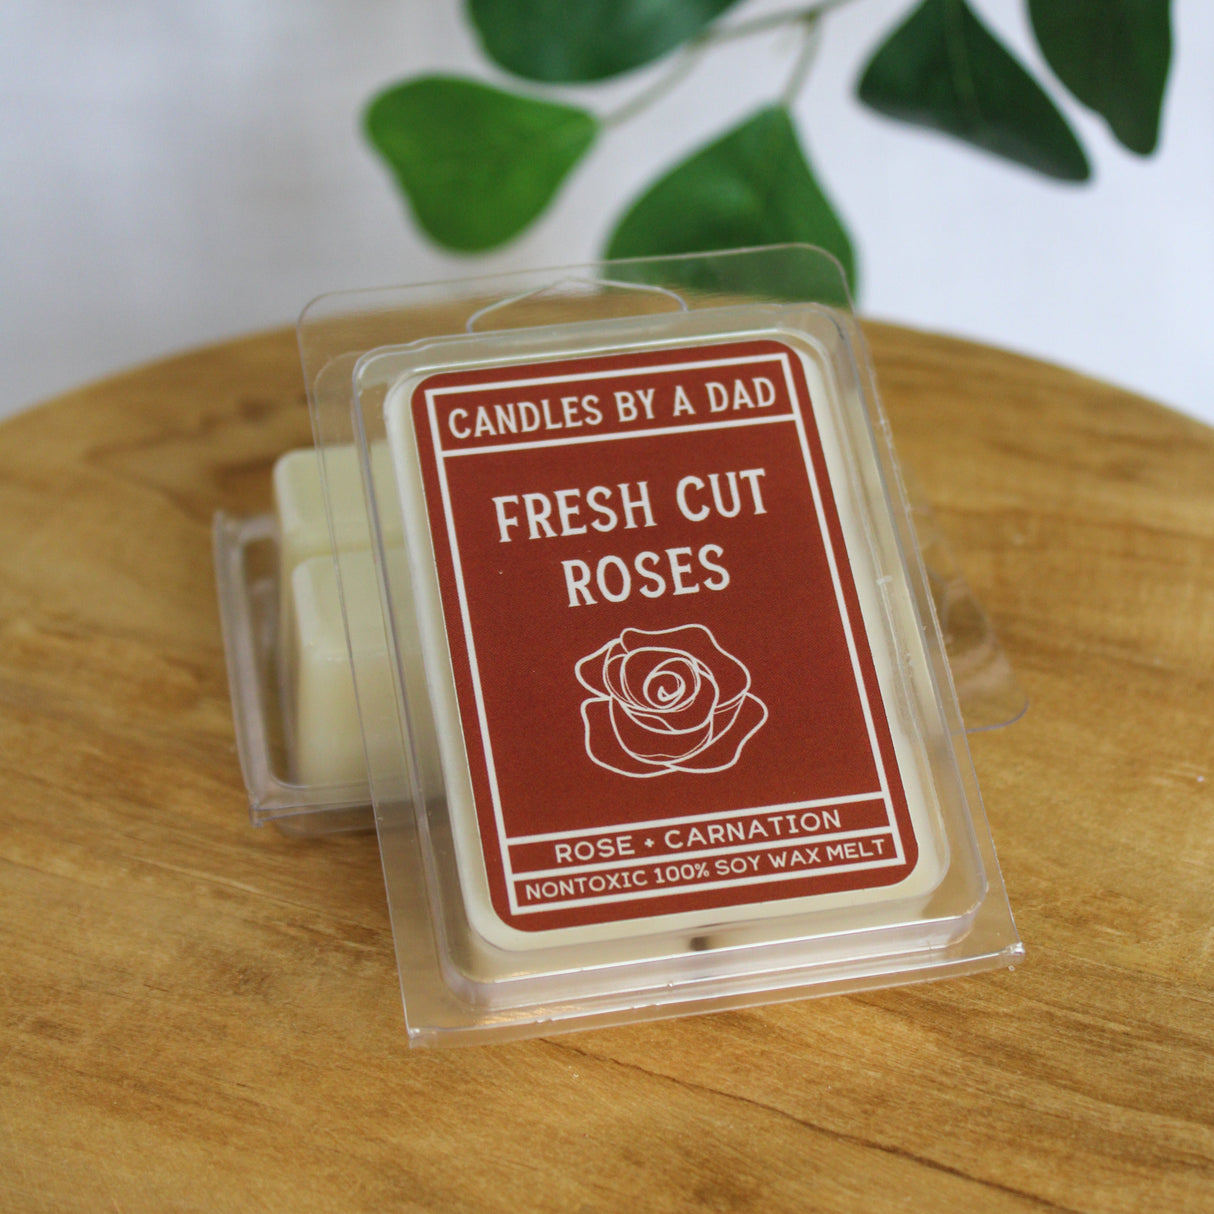 CANDLES BY A DAD
FRESH CUT
ROSES
ROSE + CARNATION
NONTOXIC 100% SOY WAX MELT